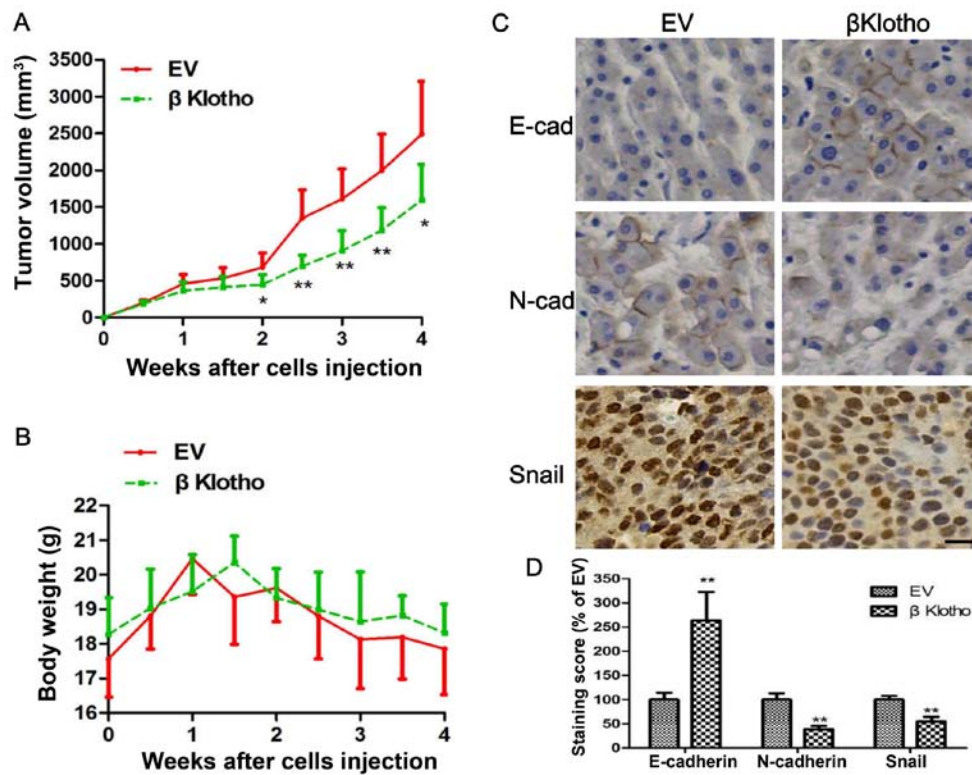 A
EV
β Klotho
Tumor volume (mm³)
3500
3000
2500
2000
1500
1000
500
0
* ** ** ** *
0 1 2 3 4
Weeks after cells injection
B
EV
β Klotho
Body weight (g)
22
21
20
19
18
17
16
0 1 2 3 4
Weeks after cells injection
C
EV βKlotho
E-cad
N-cad
Snail
D
EV
β Klotho
Staining score (% of EV)
350
300
250
200
150
100
50
0
** ** **
E-cadherin N-cadherin Snail